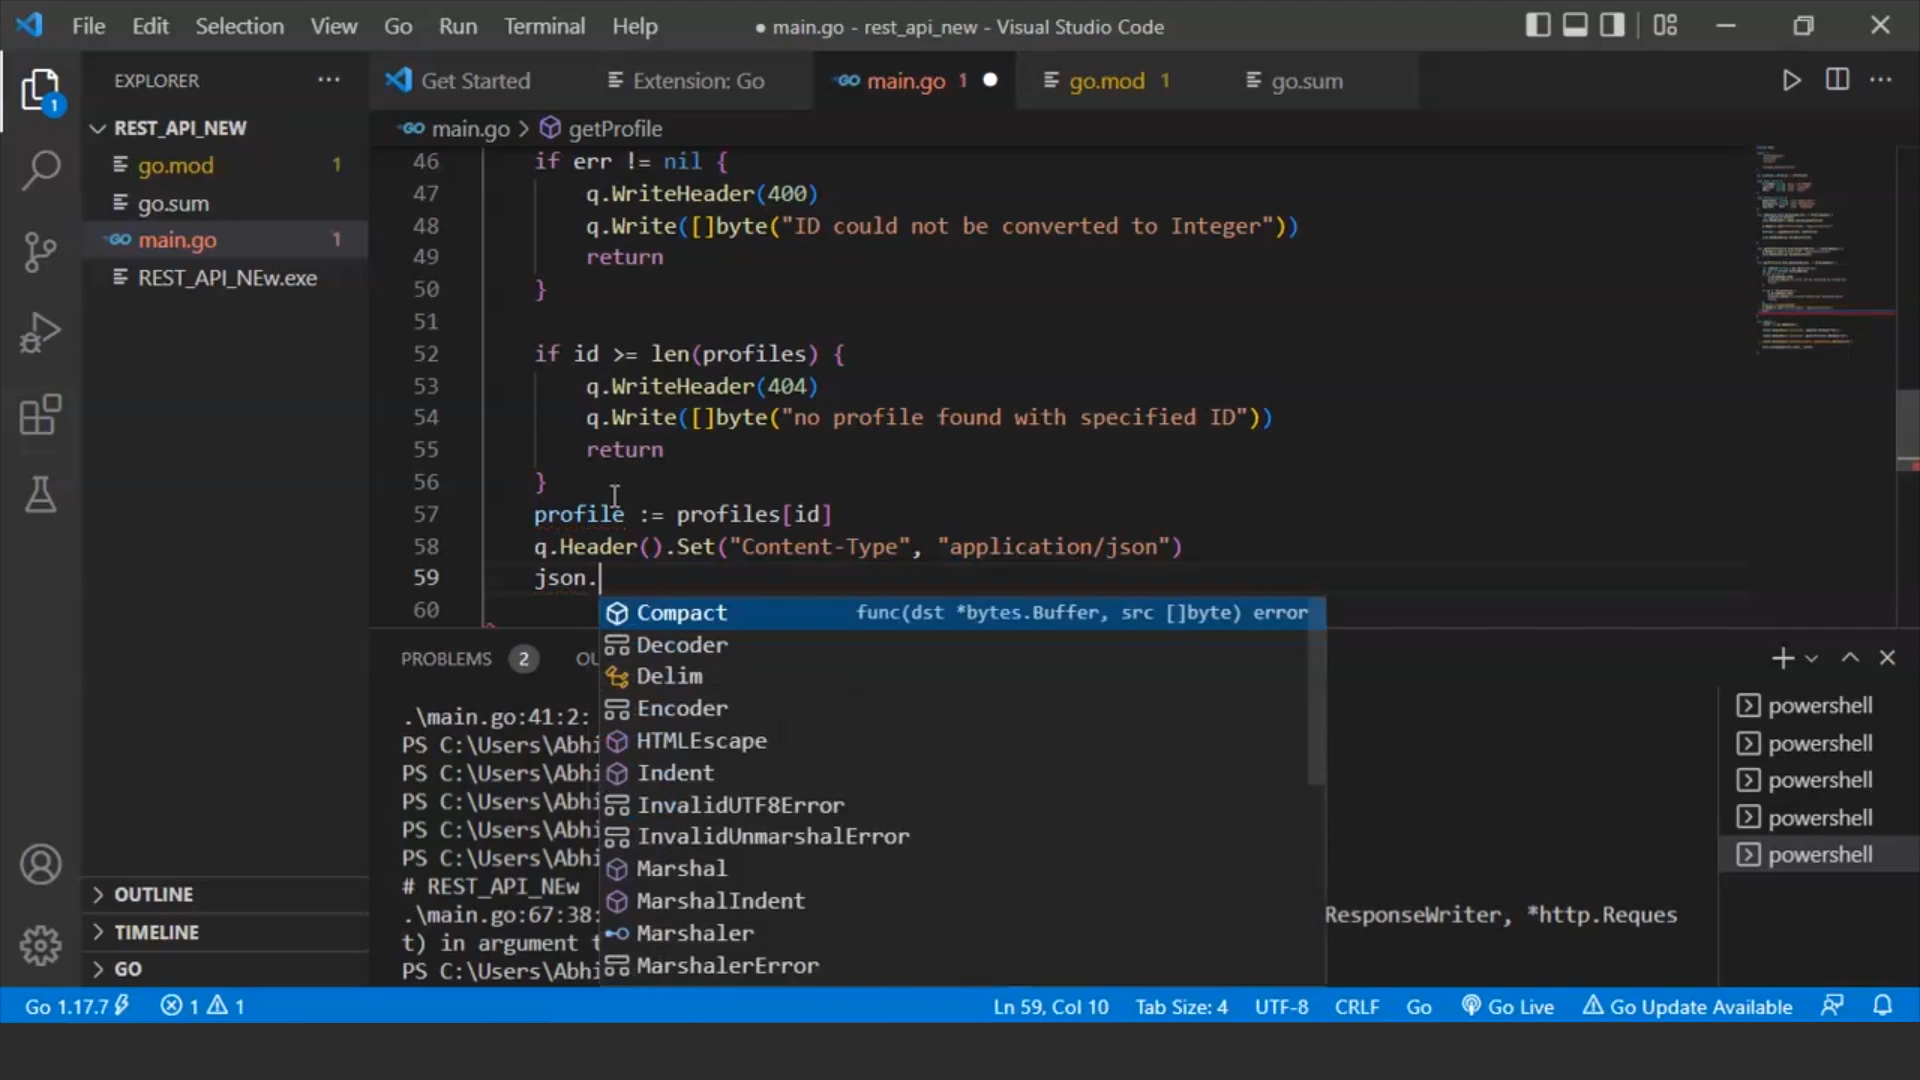 File Edit Selection View Go Run Terminal Help
● main.go - rest_api_new - Visual Studio Code
EXPLORER ···
Get Started
Extension: Go
main.go 1
go.mod 1
go.sum
REST_API_NEW
go.mod 1
go.sum
main.go 1
REST_API_NEw.exe
1
main.go > getProfile
46 if err != nil {
47 q.WriteHeader(400)
48 q.Write([]byte("ID could not be converted to Integer"))
49 return
50 }
51
52 if id >= len(profiles) {
53 q.WriteHeader(404)
54 q.Write([]byte("no profile found with specified ID"))
55 return
56 }
57 profile := profiles[id]
58 q.Header().Set("Content-Type", "application/json")
59 json.
60
Compact func(dst *bytes.Buffer, src []byte) error
Decoder
Delim
Encoder
HTMLEscape
Indent
InvalidUTF8Error
InvalidUnmarshalError
Marshal
MarshalIndent
Marshaler
MarshalerError
PROBLEMS 2 OU
.\main.go:41:2:
PS C:\Users\Abhi
PS C:\Users\Abhi
PS C:\Users\Abhi
PS C:\Users\Abhi
PS C:\Users\Abhi
# REST_API_NEw
.\main.go:67:38: ResponseWriter, *http.Reques
t) in argument t
PS C:\Users\Abhi
powershell
powershell
powershell
powershell
powershell
OUTLINE
TIMELINE
GO
Go 1.17.7 1 1
Ln 59, Col 10 Tab Size: 4 UTF-8 CRLF Go Go Live Go Update Available